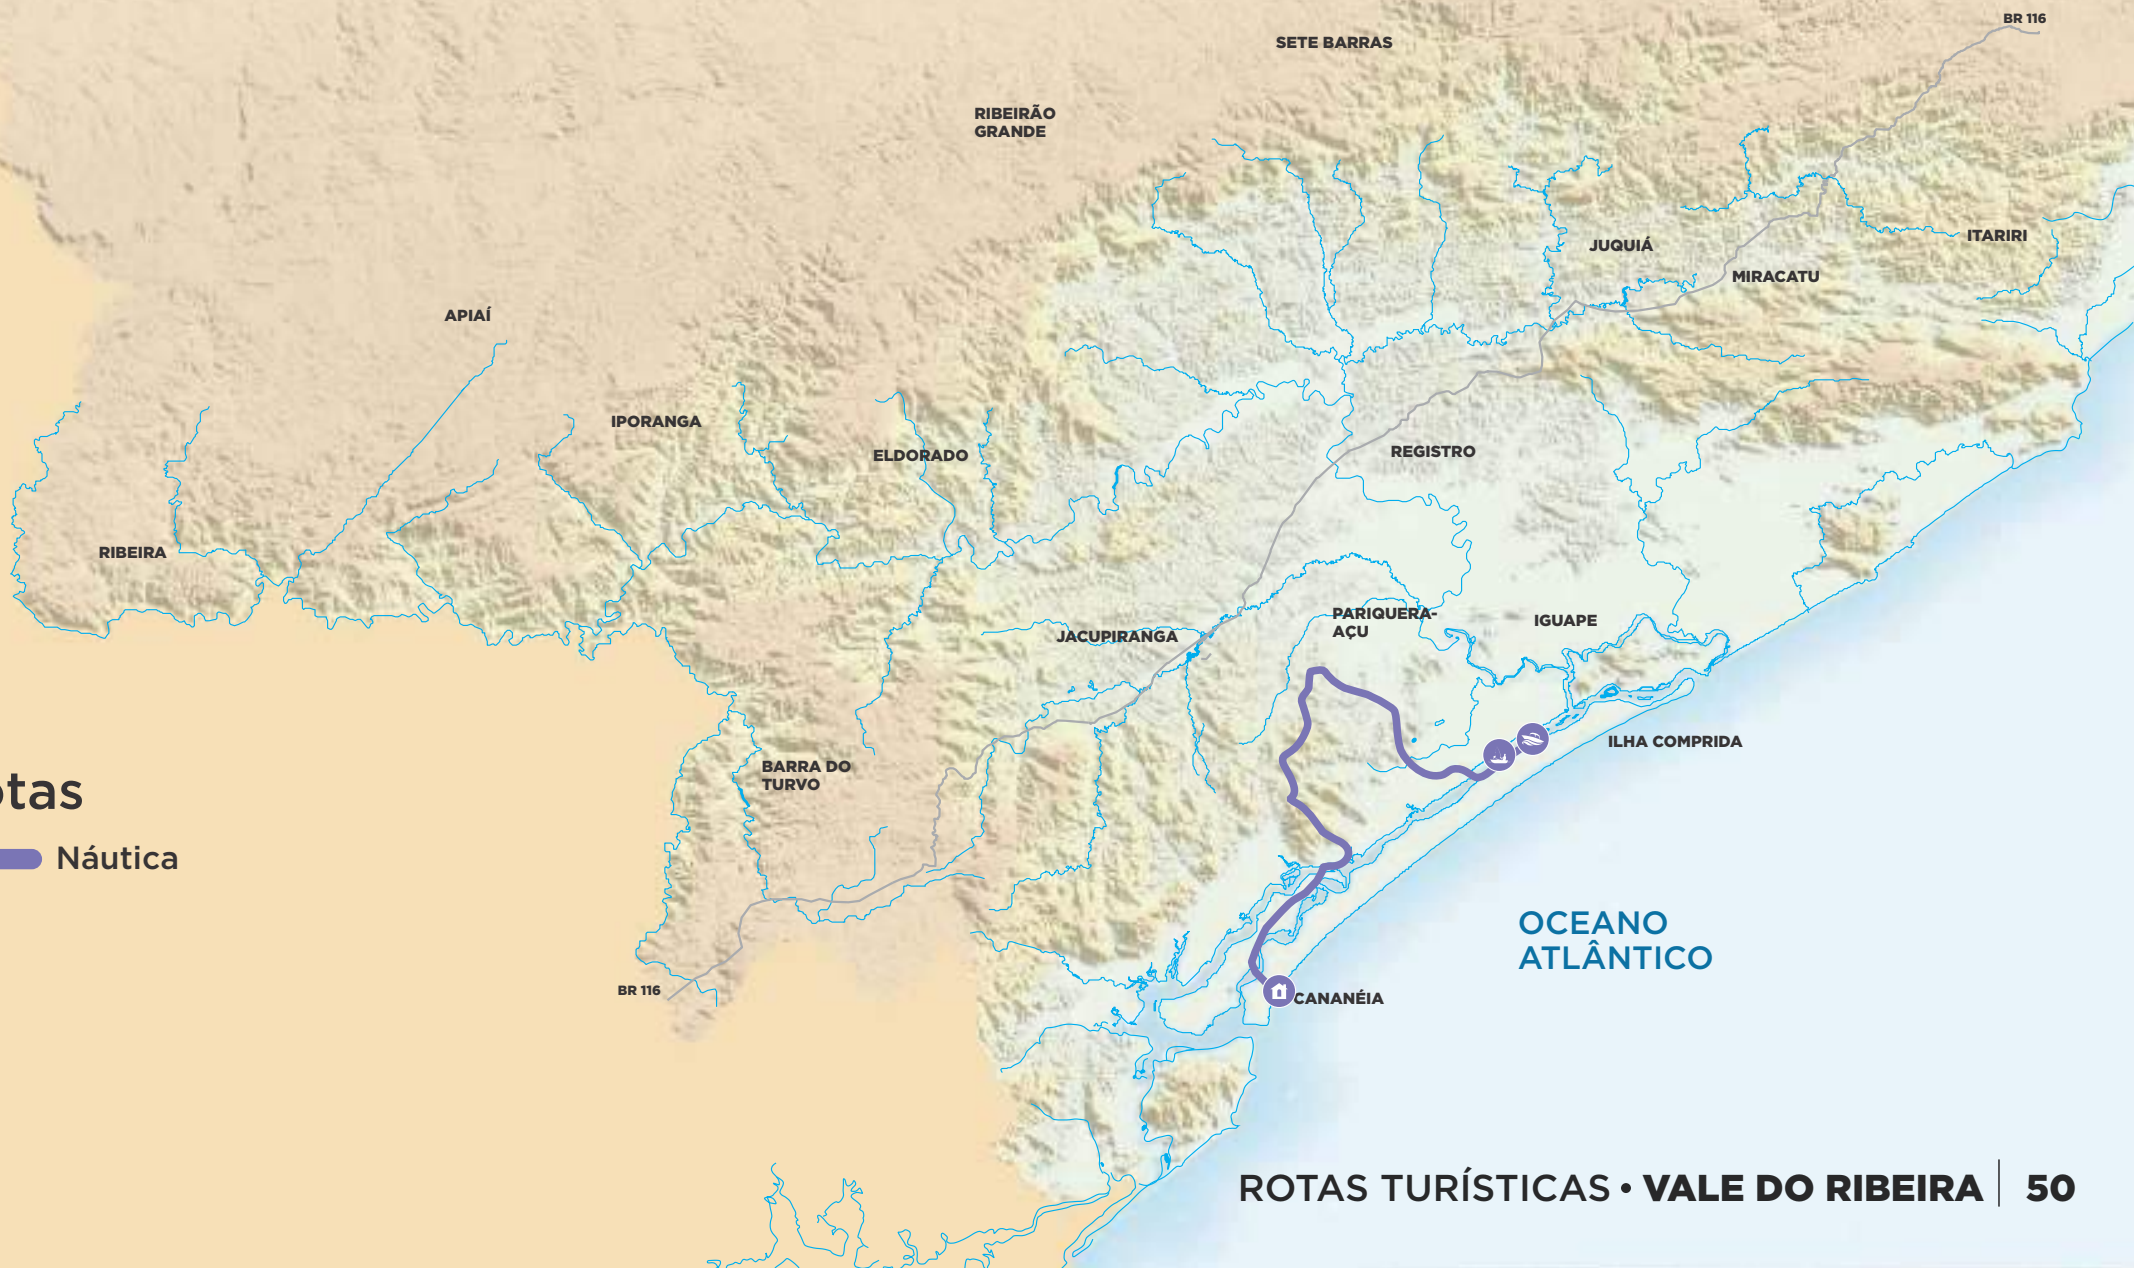 BR 116
SETE BARRAS
RIBEIRÃO
GRANDE
JUQUIÁ
ITARIRI
MIRACATU
APIAÍ
IPORANGA
ELDORADO
REGISTRO
RIBEIRA
PARIQUERA-
AÇU
IGUAPE
JACUPIRANGA
ILHA COMPRIDA
BARRA DO
TURVO
otas
Náutica
OCEANO
ATLÂNTICO
BR 116
CANANÉIA
ROTAS TURÍSTICAS • VALE DO RIBEIRA | 50